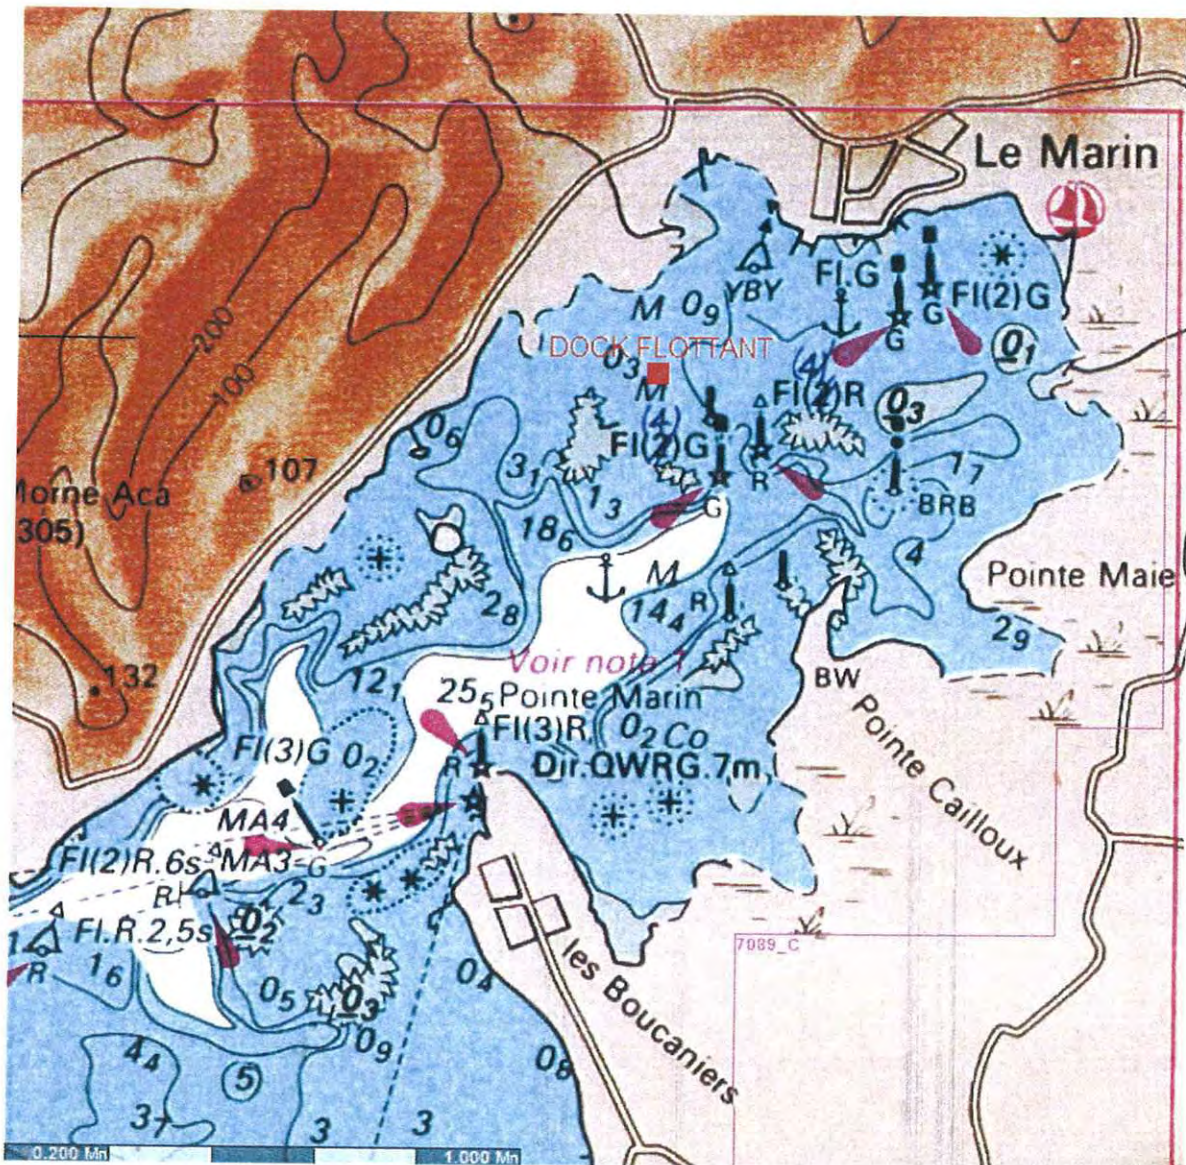 Le Marin
Fl.G
YBY
Fl(2)G
M 0₉
G
G
DOCK FLOTTANT
0₁
200
0₃
M
(4)
(4)
Fl(2)R
0₃
100
0₆
Fl(2)G
3₁
R
1₇
107
Morne Aca
1₃
G
BRB
305)
18₆
4
M
Pointe Maie
R
2₈
14₄
2₉
Voir nota 1
BW
132
12₁
25₅
Pointe Marin
Fl(3)R
0₂ Co
Fl(3)G 0₂
R
Dir.QWRG.7m
Pointe Cailloux
MA4
Fl(2)R.6s
MA3
G
R
2₃
Fl.R.2,5s
0₂
7089_C
1
R
1₆
0₅
0₄
les Boucaniers
0₃
0₉
0₈
4₄
5
3₇
3
3
0.200 Mn
1.000 Mn